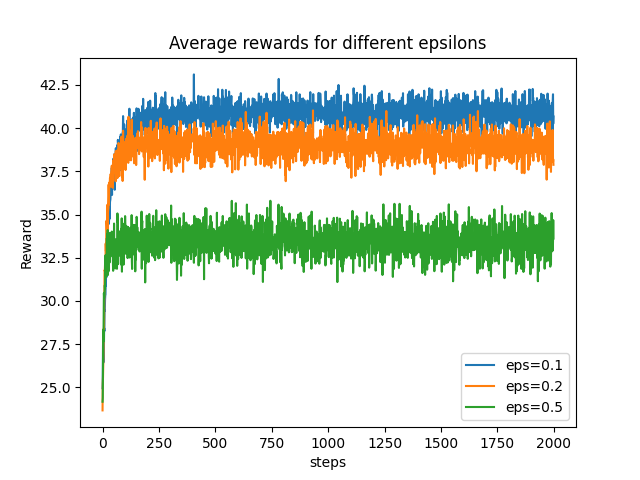 Average rewards for different epsilons
Reward
42.5
40.0
37.5
35.0
32.5
30.0
27.5
25.0
0 250 500 750 1000 1250 1500 1750 2000
steps
eps=0.1
eps=0.2
eps=0.5